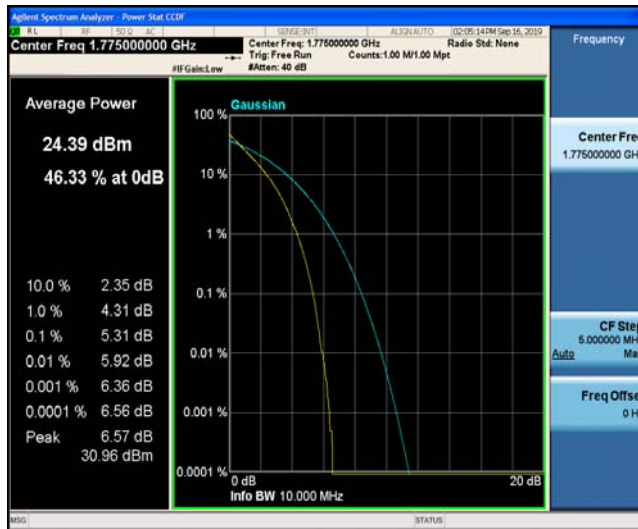 Agilent Spectrum Analyzer - Power Stat CCDF
RL RF 50 Ω AC SENSE:INT ALIGN AUTO 02:05:14 PM Sep 16, 2019
Center Freq 1.775000000 GHz
Center Freq: 1.775000000 GHz Radio Std: None
Trig: Free Run Counts:1.00 M/1.00 Mpt
#IFGain:Low #Atten: 40 dB
Frequency
Average Power
24.39 dBm
46.33 % at 0dB
10.0 % 2.35 dB
1.0 % 4.31 dB
0.1 % 5.31 dB
0.01 % 5.92 dB
0.001 % 6.36 dB
0.0001 % 6.56 dB
Peak 6.57 dB
30.96 dBm
Gaussian
100 %
10 %
1 %
0.1 %
0.01 %
0.001 %
0.0001 %
0 dB 20 dB
Info BW 10.000 MHz
Center Fre
1.775000000 GH
CF Ste
5.000000 MH
Auto Ma
Freq Offse
0 H
MSG STATUS